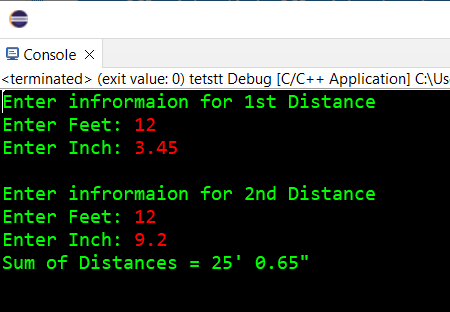 Console
<terminated> (exit value: 0) tetstt Debug [C/C++ Application] C:\Use
Enter infrormaion for 1st Distance
Enter Feet: 12
Enter Inch: 3.45
Enter infrormaion for 2nd Distance
Enter Feet: 12
Enter Inch: 9.2
Sum of Distances = 25' 0.65"